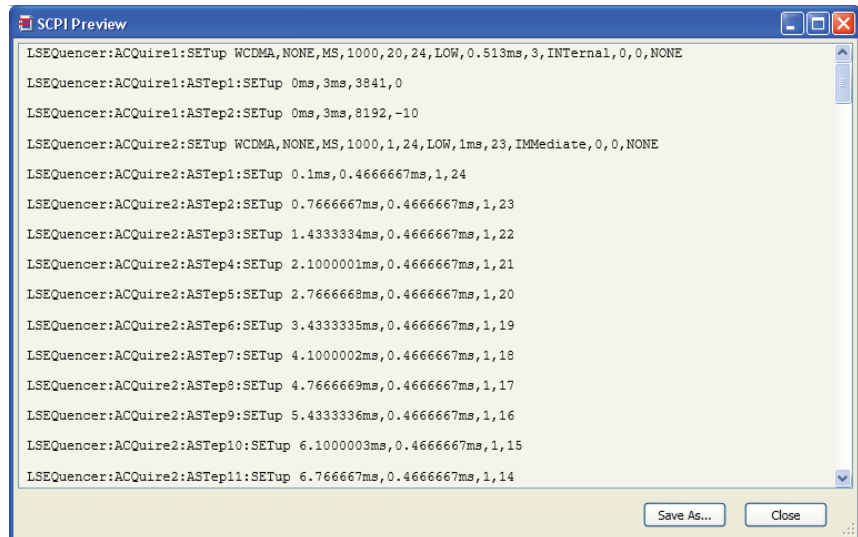 SCPI Preview
LSEQuencer:ACQuire1:SETup WCDMA,NONE,MS,1000,20,24,LOW,0.513ms,3,INTernal,0,0,NONE
LSEQuencer:ACQuire1:ASTep1:SETup 0ms,3ms,3841,0
LSEQuencer:ACQuire1:ASTep2:SETup 0ms,3ms,8192,-10
LSEQuencer:ACQuire2:SETup WCDMA,NONE,MS,1000,1,24,LOW,1ms,23,IMMediate,0,0,NONE
LSEQuencer:ACQuire2:ASTep1:SETup 0.1ms,0.4666667ms,1,24
LSEQuencer:ACQuire2:ASTep2:SETup 0.7666667ms,0.4666667ms,1,23
LSEQuencer:ACQuire2:ASTep3:SETup 1.4333334ms,0.4666667ms,1,22
LSEQuencer:ACQuire2:ASTep4:SETup 2.1000001ms,0.4666667ms,1,21
LSEQuencer:ACQuire2:ASTep5:SETup 2.7666668ms,0.4666667ms,1,20
LSEQuencer:ACQuire2:ASTep6:SETup 3.4333335ms,0.4666667ms,1,19
LSEQuencer:ACQuire2:ASTep7:SETup 4.1000002ms,0.4666667ms,1,18
LSEQuencer:ACQuire2:ASTep8:SETup 4.7666669ms,0.4666667ms,1,17
LSEQuencer:ACQuire2:ASTep9:SETup 5.4333336ms,0.4666667ms,1,16
LSEQuencer:ACQuire2:ASTep10:SETup 6.1000003ms,0.4666667ms,1,15
LSEQuencer:ACQuire2:ASTep11:SETup 6.766667ms,0.4666667ms,1,14
Save As... Close